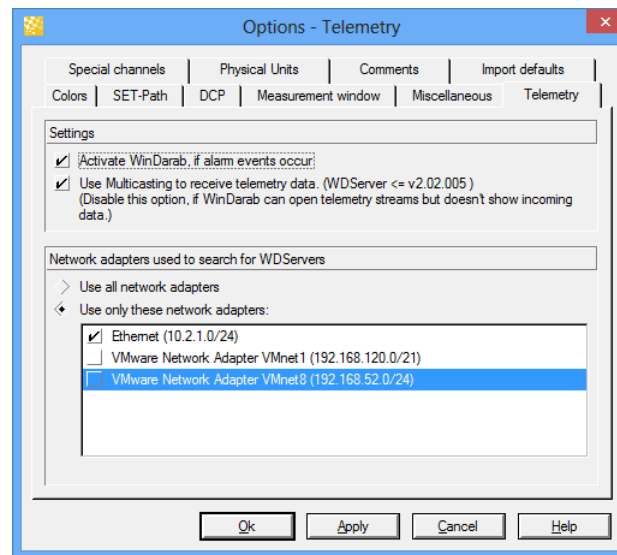 Options - Telemetry
Special channels
Physical Units
Comments
Import defaults
Colors
SET-Path
DCP
Measurement window
Miscellaneous
Telemetry
Settings
Activate WinDarab, if alarm events occur
Use Multicasting to receive telemetry data. (WDServer <= v2.02.005 )
(Disable this option, if WinDarab can open telemetry streams but doesn't show incoming
data.)
Network adapters used to search for WDServers
Use all network adapters
Use only these network adapters:
Ethernet (10.2.1.0/24)
VMware Network Adapter VMnet1 (192.168.120.0/21)
VMware Network Adapter VMnet8 (192.168.52.0/24)
Ok
Apply
Cancel
Help